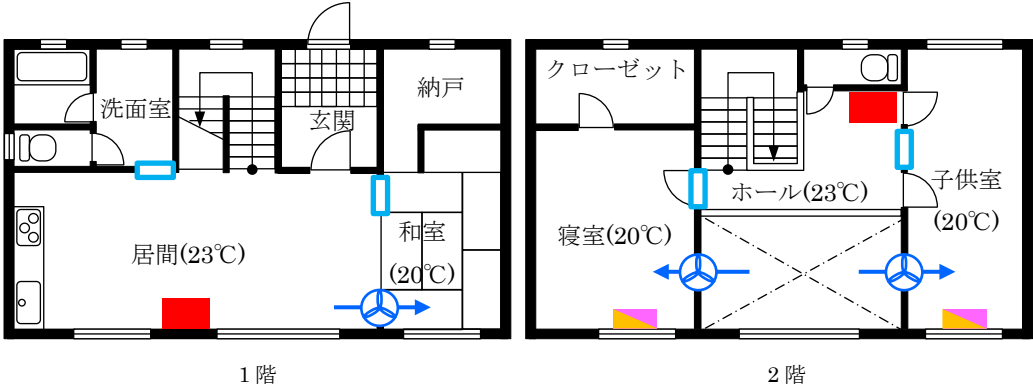 洗面室
玄関
納戸
居間(23℃)
和室
(20℃)
1階
クローゼット
ホール(23℃)
子供室
(20℃)
寝室(20℃)
2階